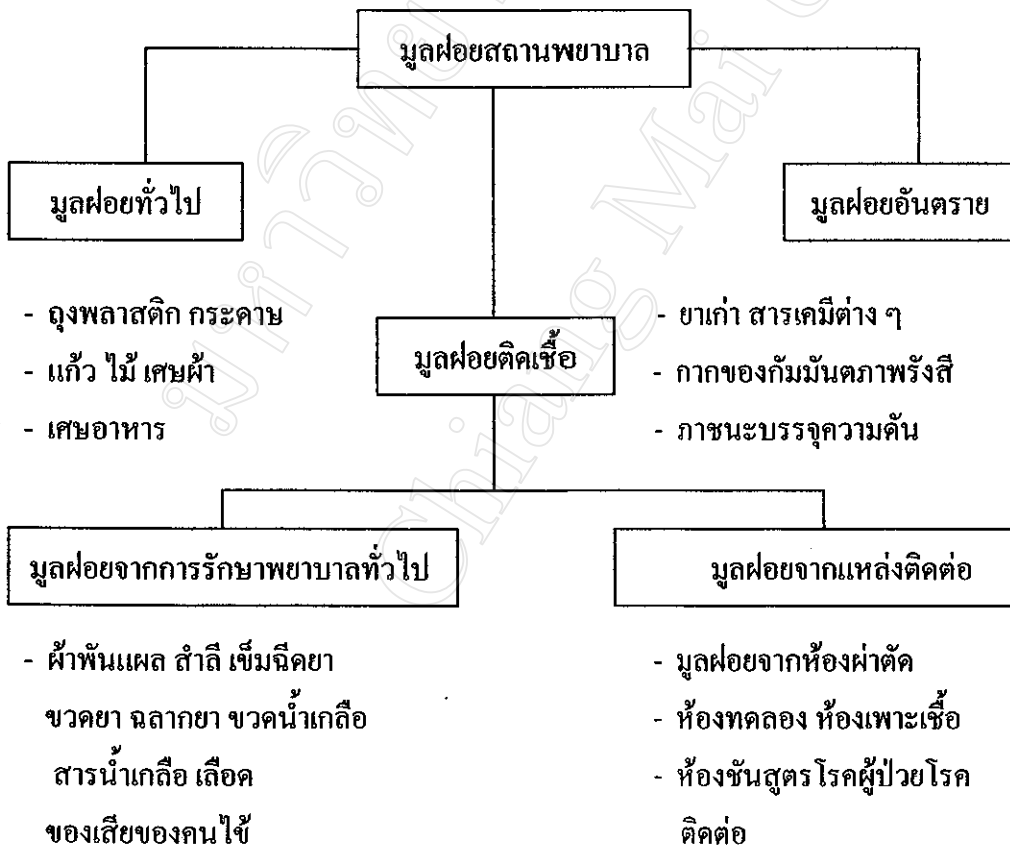 มูลฝอยสถานพยาบาล
มูลฝอยทั่วไป
มูลฝอยอันตราย
- ถุงพลาสติก กระดาษ
- แก้ว ไม้ เศษผ้า
- เศษอาหาร
มูลฝอยติดเชื้อ
- ยาเก่า สารเคมีต่าง ๆ
- กากของกัมมันตภาพรังสี
- ภาชนะบรรจุความดัน
มูลฝอยจากการรักษาพยาบาลทั่วไป
มูลฝอยจากแหล่งติดต่อ
- ผ้าพันแผล สำลี เข็มฉีดยา
ขวดยา ฉลากยา ขวดน้ำเกลือ
สารน้ำเกลือ เลือด
ของเสียของคนไข้
- มูลฝอยจากห้องผ่าตัด
- ห้องทดลอง ห้องเพาะเชื้อ
- ห้องชันสูตรโรคผู้ป่วยโรค
ติดต่อ
Chiang Mai